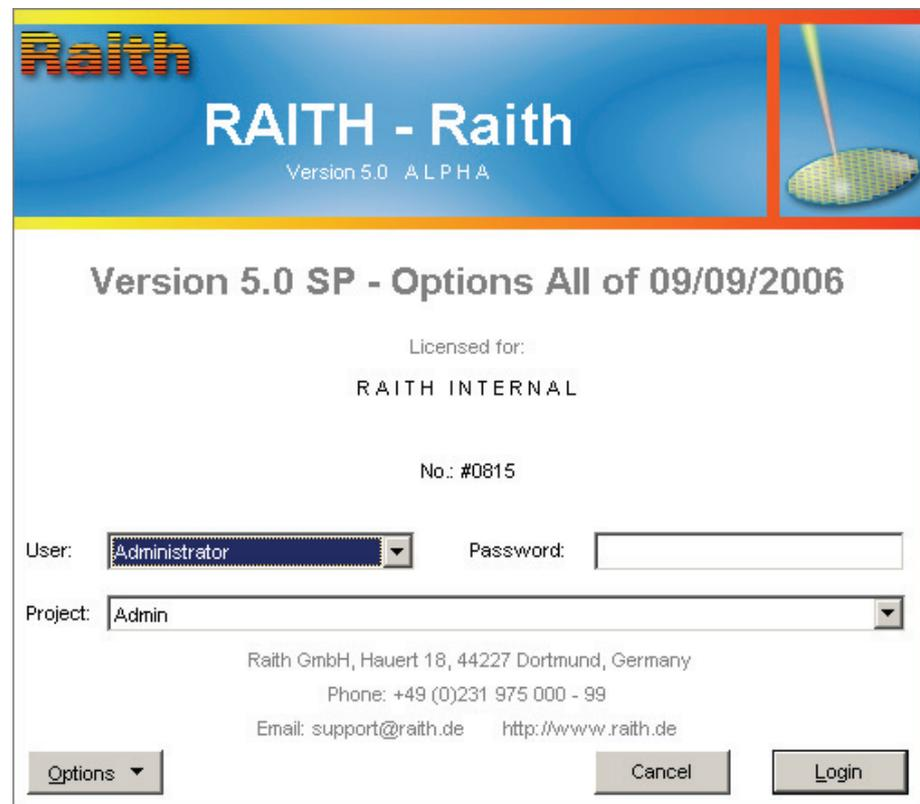 Raith
RAITH - Raith
Version 5.0 ALPHA
Version 5.0 SP - Options All of 09/09/2006
Licensed for:
RAITH INTERNAL
No.: #0815
User: Administrator Password:
Project: Admin
Raith GmbH, Hauert 18, 44227 Dortmund, Germany
Phone: +49 (0)231 975 000 - 99
Email: support@raith.de http://www.raith.de
Options Cancel Login